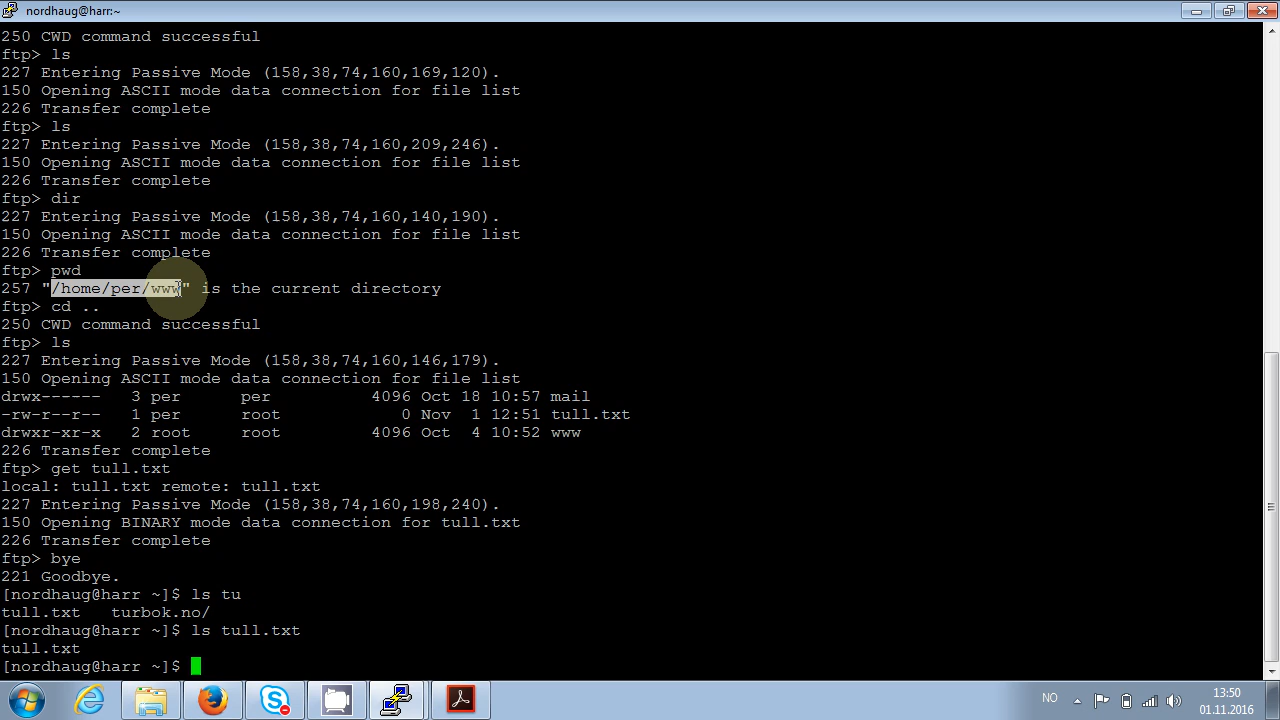 nordhaug@harr:~
250 CWD command successful
ftp> ls
227 Entering Passive Mode (158,38,74,160,169,120).
150 Opening ASCII mode data connection for file list
226 Transfer complete
ftp> ls
227 Entering Passive Mode (158,38,74,160,209,246).
150 Opening ASCII mode data connection for file list
226 Transfer complete
ftp> dir
227 Entering Passive Mode (158,38,74,160,140,190).
150 Opening ASCII mode data connection for file list
226 Transfer complete
ftp> pwd
257 "/home/per/www" is the current directory
ftp> cd ..
250 CWD command successful
ftp> ls
227 Entering Passive Mode (158,38,74,160,146,179).
150 Opening ASCII mode data connection for file list
drwx------   3 per      per          4096 Oct 18 10:57 mail
-rw-r--r--   1 per      root            0 Nov  1 12:51 tull.txt
drwxr-xr-x   2 root     root         4096 Oct  4 10:52 www
226 Transfer complete
ftp> get tull.txt
local: tull.txt remote: tull.txt
227 Entering Passive Mode (158,38,74,160,198,240).
150 Opening BINARY mode data connection for tull.txt
226 Transfer complete
ftp> bye
221 Goodbye.
[nordhaug@harr ~]$ ls tu
tull.txt   turbok.no/
[nordhaug@harr ~]$ ls tull.txt
tull.txt
[nordhaug@harr ~]$
NO
13:50
01.11.2016